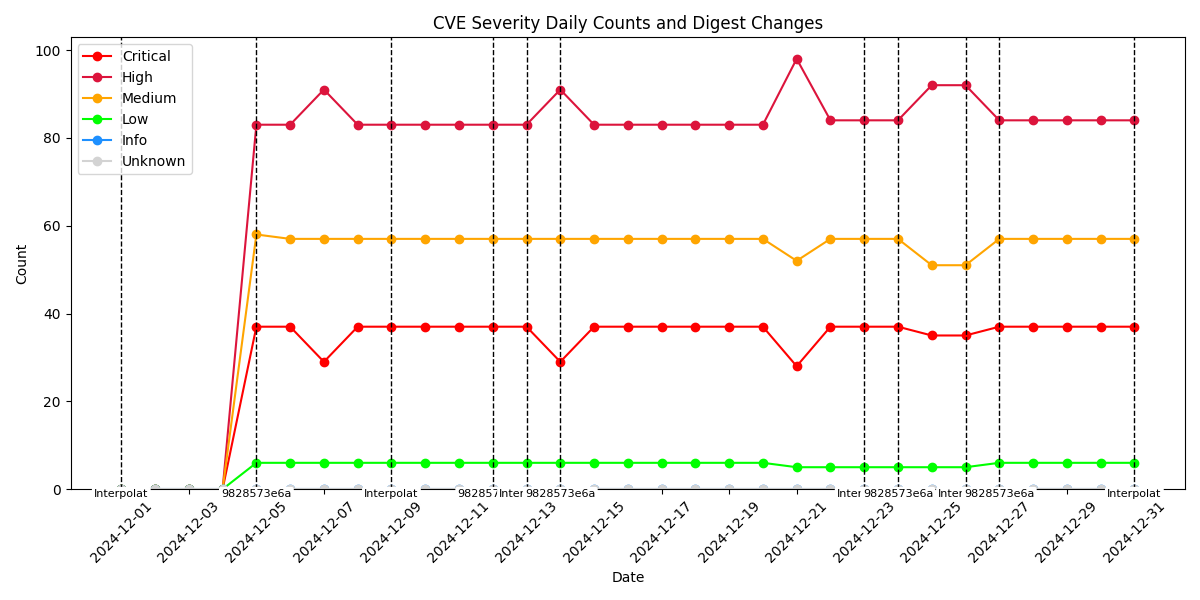 CVE Severity Daily Counts and Digest Changes
100
80
60
40
20
0
Count
Critical
High
Medium
Low
Info
Unknown
Interpolat
9828573e6a
Interpolat
982857
Inter
9828573e6a
Inter
9828573e6a
Inter
9828573e6a
Interpolat
2024-12-01
2024-12-03
2024-12-05
2024-12-07
2024-12-09
2024-12-11
2024-12-13
2024-12-15
2024-12-17
2024-12-19
2024-12-21
2024-12-23
2024-12-25
2024-12-27
2024-12-29
2024-12-31
Date